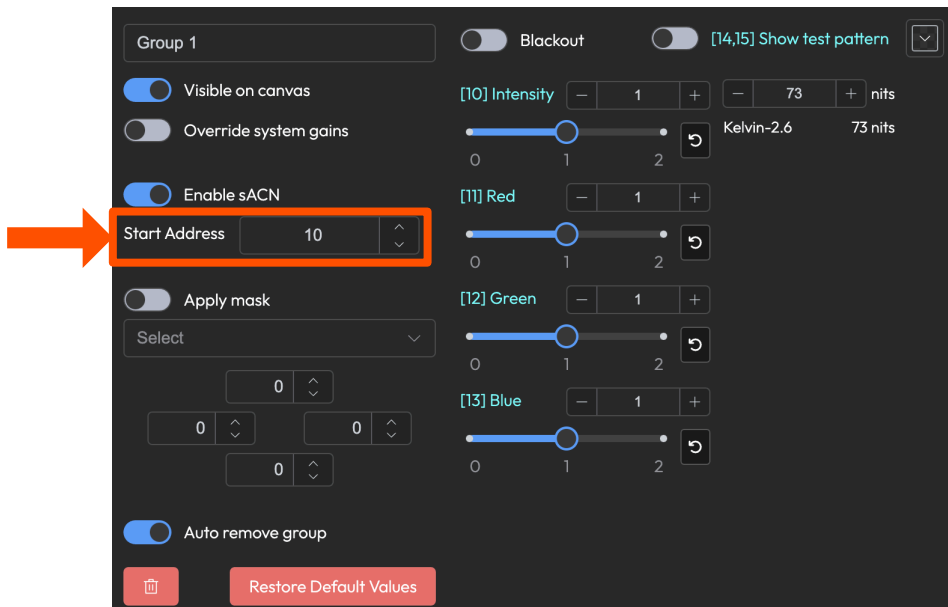 Group 1
Blackout
[14,15] Show test pattern
Visible on canvas
[10] Intensity − 1 +
− 73 + nits
Override system gains
Kelvin-2.6 73 nits
0 1 2
Enable sACN
[11] Red − 1 +
Start Address 10
0 1 2
Apply mask
[12] Green − 1 +
Select
0 1 2
0
[13] Blue − 1 +
0 0
0
0 1 2
Auto remove group
Restore Default Values